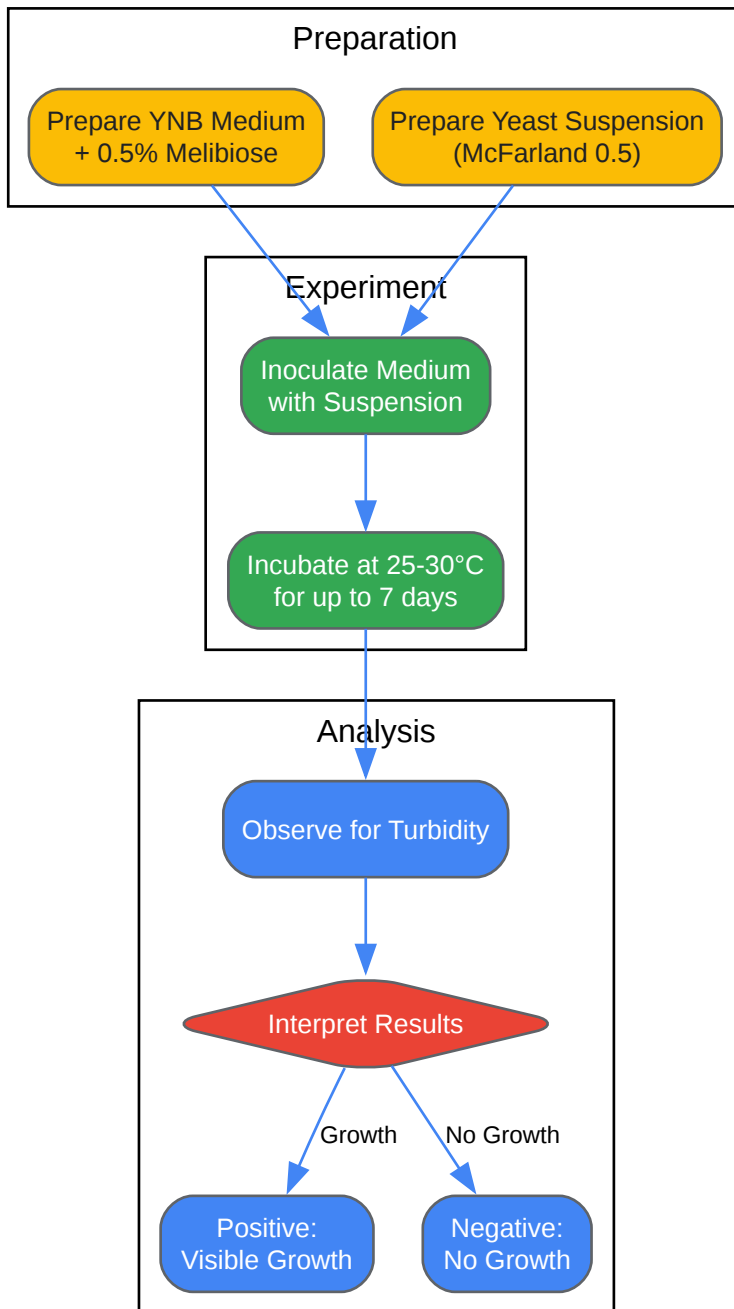 Preparation
Prepare YNB Medium
+ 0.5% Melibiose
Prepare Yeast Suspension
(McFarland 0.5)
Experiment
Inoculate Medium
with Suspension
Incubate at 25-30°C
for up to 7 days
Analysis
Observe for Turbidity
Interpret Results
Growth
No Growth
Positive:
Visible Growth
Negative:
No Growth